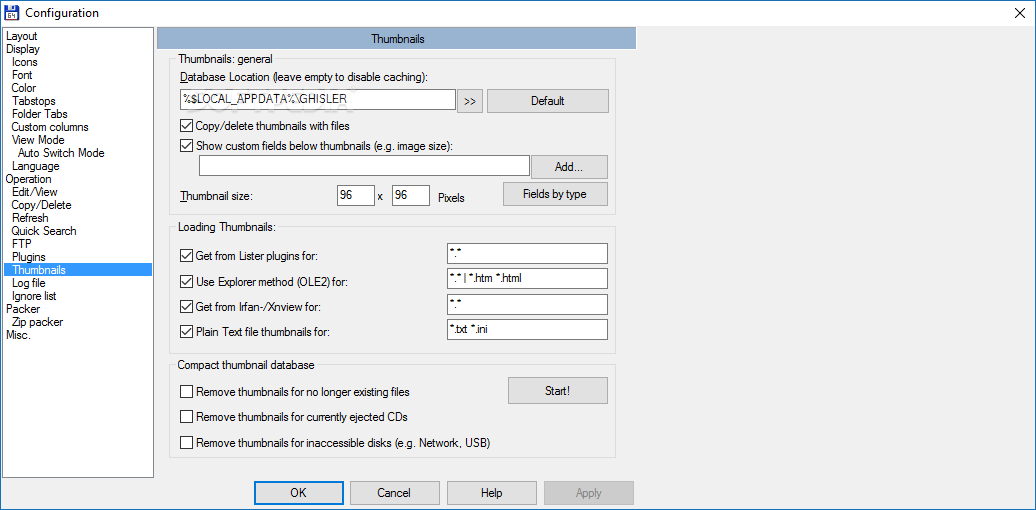 64
Configuration
Layout
Display
Icons
Font
Color
Tabstops
Folder Tabs
Custom columns
View Mode
Auto Switch Mode
Language
Operation
Edit/View
Copy/Delete
Refresh
Quick Search
FTP
Plugins
Thumbnails
Log file
Ignore list
Packer
Zip packer
Misc.
Thumbnails
Thumbnails: general
Database Location (leave empty to disable caching):
%$LOCAL_APPDATA%\GHISLER
>>
Default
Copy/delete thumbnails with files
Show custom fields below thumbnails (e.g. image size):
Add...
Thumbnail size:
96 x 96 Pixels
Fields by type
Loading Thumbnails:
Get from Lister plugins for: *.*
Use Explorer method (OLE2) for: *.* | *.htm *.html
Get from Irfan-/Xnview for: *.*
Plain Text file thumbnails for: *.txt *.ini
Compact thumbnail database
Remove thumbnails for no longer existing files
Start!
Remove thumbnails for currently ejected CDs
Remove thumbnails for inaccessible disks (e.g. Network, USB)
OK Cancel Help Apply